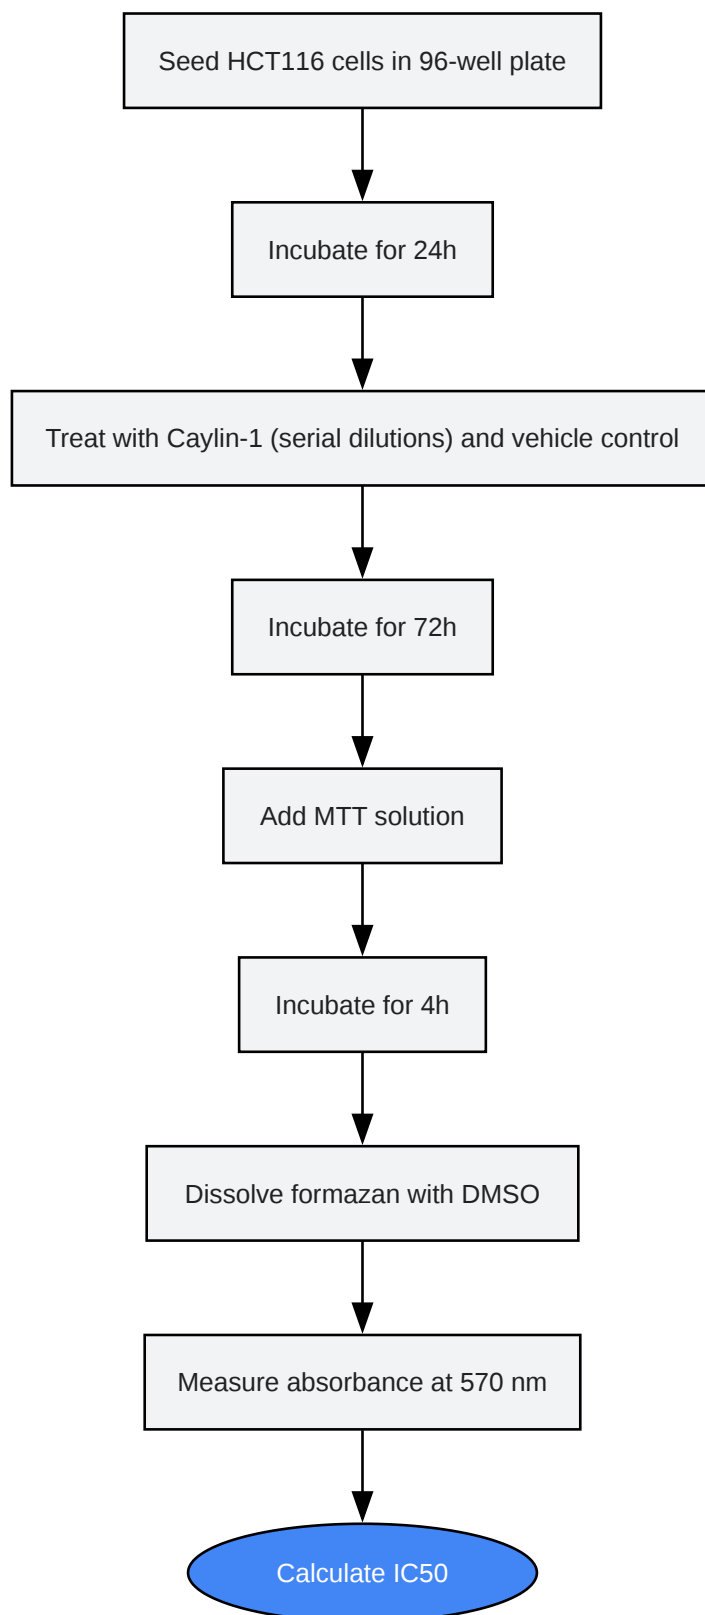 Seed HCT116 cells in 96-well plate
Incubate for 24h
Treat with Caylin-1 (serial dilutions) and vehicle control
Incubate for 72h
Add MTT solution
Incubate for 4h
Dissolve formazan with DMSO
Measure absorbance at 570 nm
Calculate IC50